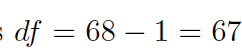 s df = 68 − 1 = 67